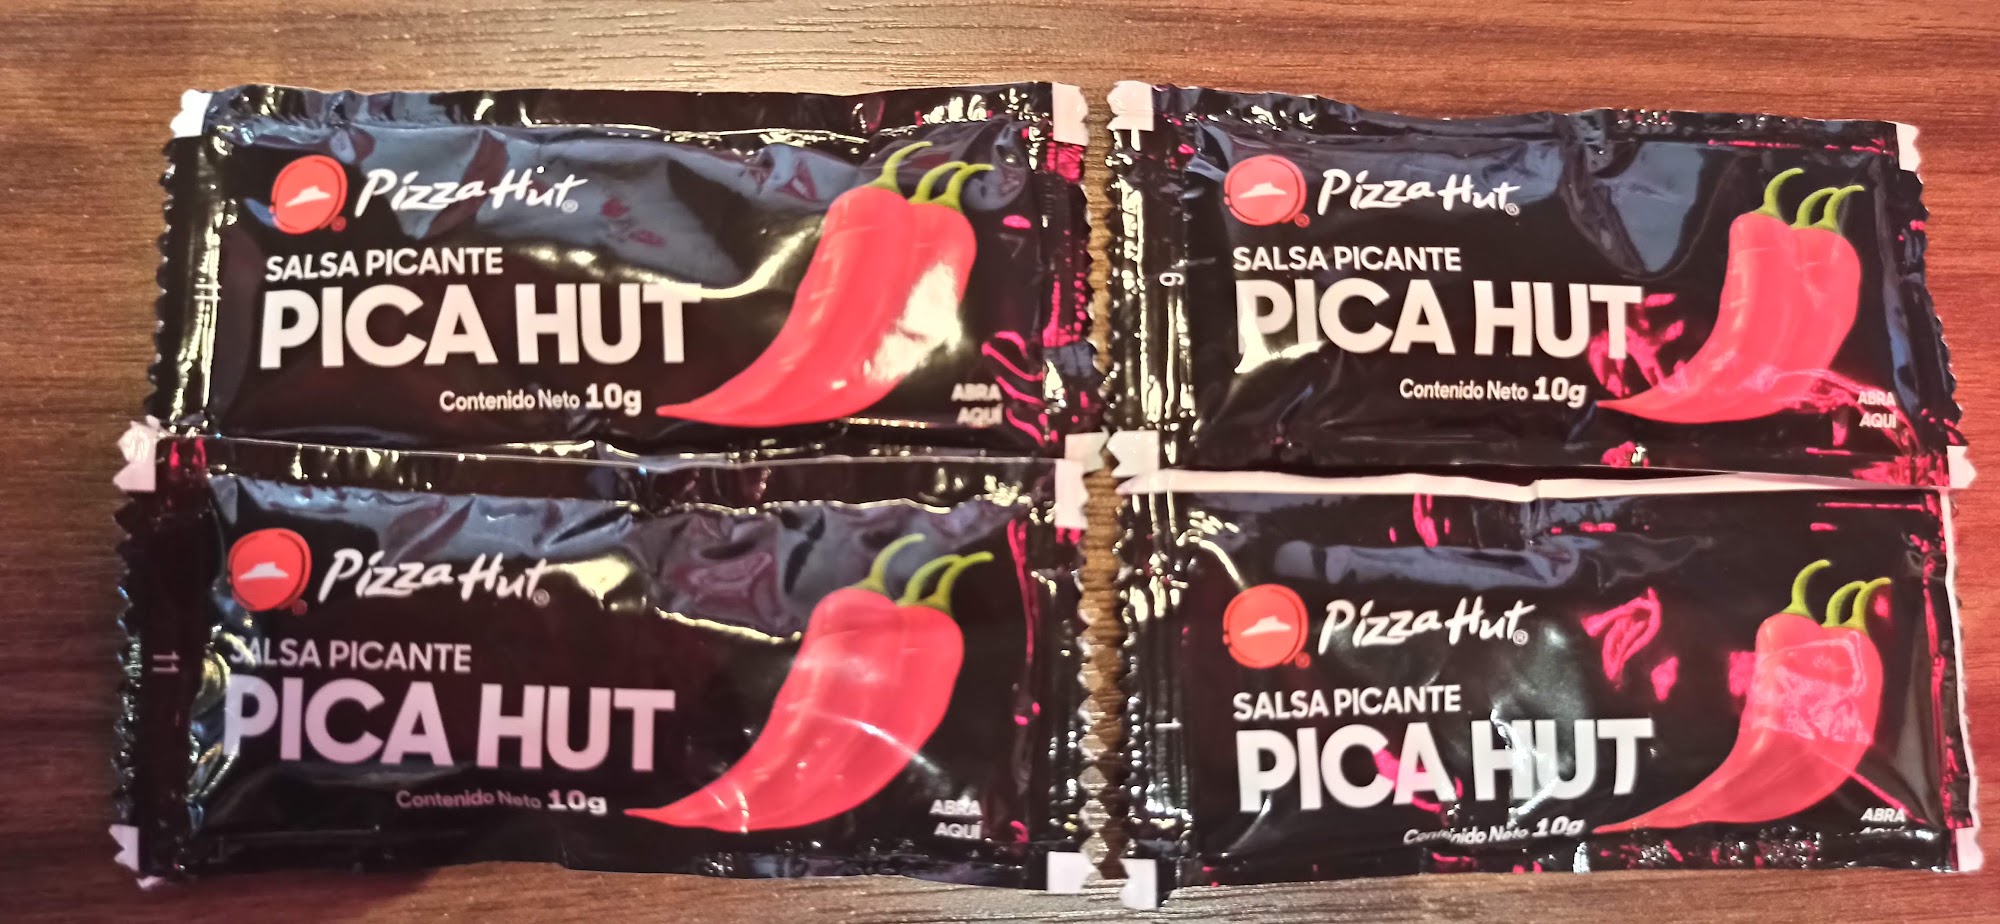 Pizza Hut®
SALSA PICANTE
PICA HUT
Contenido Neto 10g
ABRA
AQUÍ
Pizza Hut®
SALSA PICANTE
PICA HUT
Contenido Neto 10g
ABRA
AQUÍ
9
Pizza Hut®
SALSA PICANTE
PICA HUT
Contenido Neto 10g
ABRA
AQUÍ
11
Pizza Hut®
SALSA PICANTE
PICA HUT
Contenido Neto 10g
ABRA
1